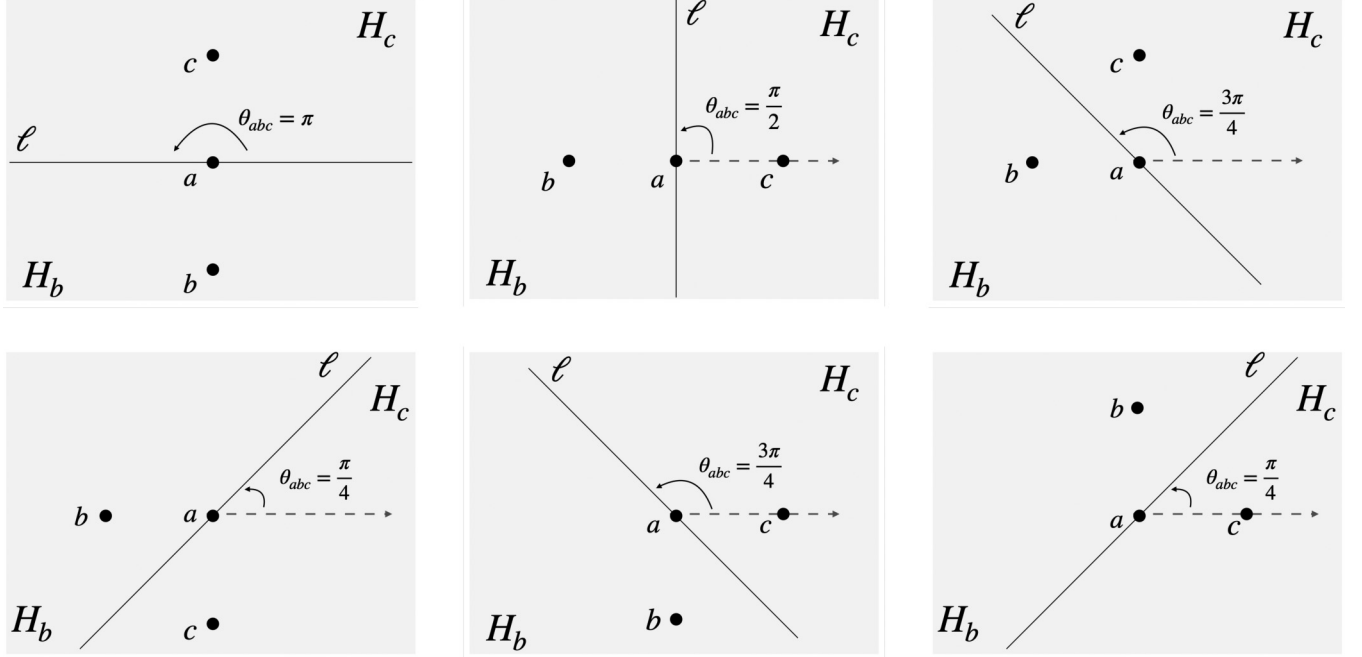 H_c
c
θ_abc = π
ℓ
a
H_b
b
ℓ
H_c
θ_abc = π/2
b
a
c
H_b
ℓ
H_c
c
θ_abc = 3π/4
b
a
H_b
ℓ
H_c
θ_abc = π/4
b
a
H_b
c
ℓ
H_c
θ_abc = 3π/4
a
c
H_b
b
ℓ
H_c
b
θ_abc = π/4
a
c
H_b